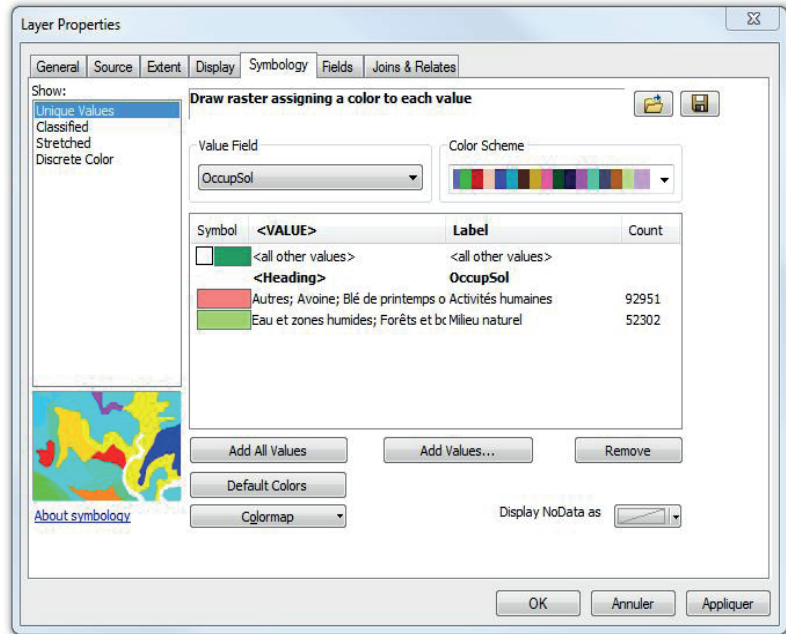 Layer Properties
General Source Extent Display Symbology Fields Joins & Relates
Show:
Unique Values
Classified
Stretched
Discrete Color
Draw raster assigning a color to each value
Value Field
OccupSol
Color Scheme
Symbol <VALUE> Label Count
<all other values> <all other values>
<Heading> OccupSol
Autres; Avoine; Blé de printemps o Activités humaines 92951
Eau et zones humides; Forêts et bo Milieu naturel 52302
Add All Values Add Values... Remove
Default Colors
Colormap Display NoData as
About symbology
OK Annuler Appliquer